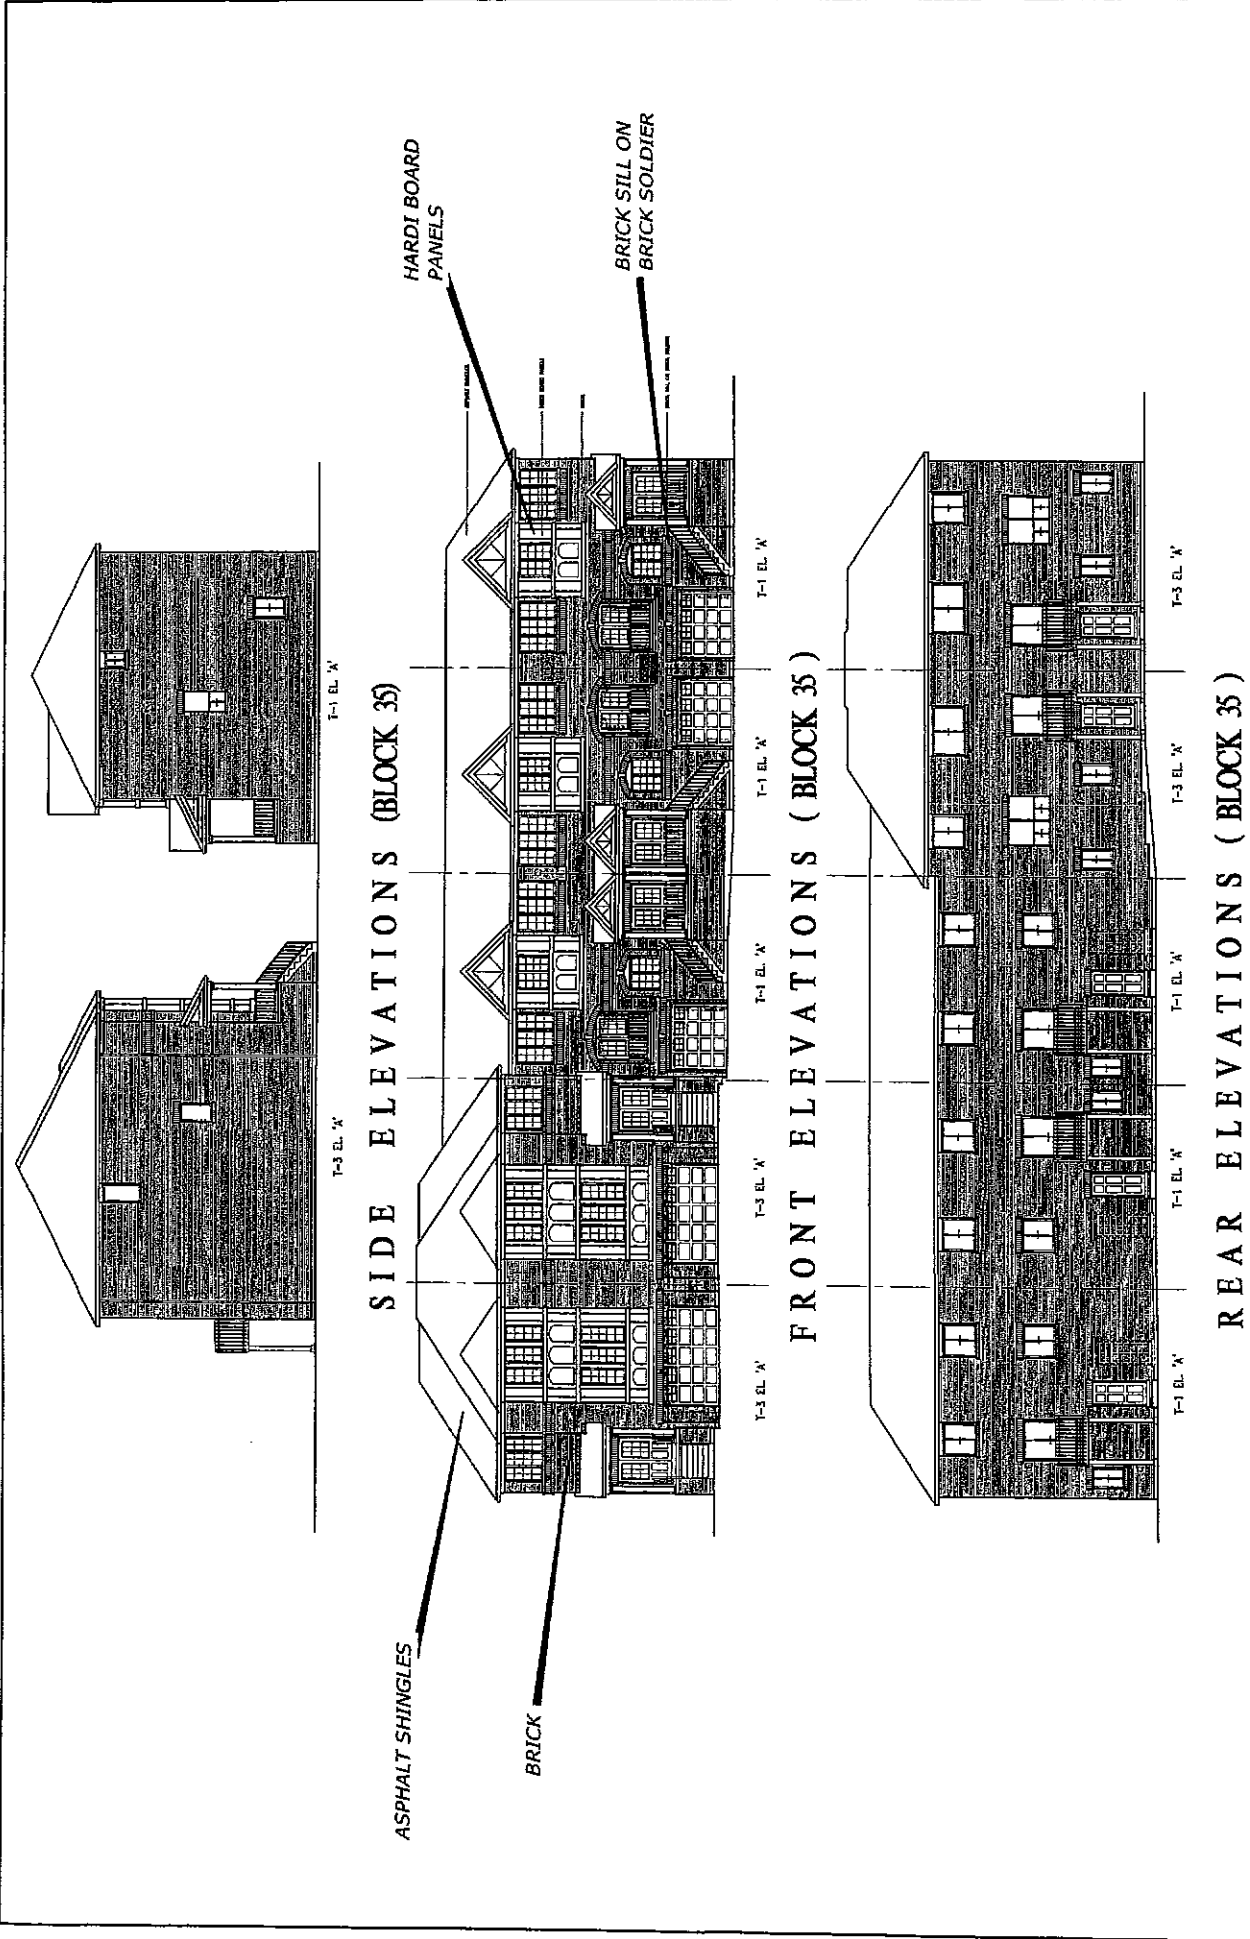 T-3 EL. 'A'
T-1 EL. 'A'
SIDE ELEVATIONS (BLOCK 35)
ASPHALT SHINGLES
BRICK
HARDI BOARD
PANELS
BRICK SILL ON
BRICK SOLDIER
T-3 EL. 'A'
T-3 EL. 'A'
T-1 EL. 'A'
T-1 EL. 'A'
T-1 EL. 'A'
FRONT ELEVATIONS ( BLOCK 35 )
T-1 EL. 'A'
T-1 EL. 'A'
T-1 EL. 'A'
T-3 EL. 'A'
T-3 EL. 'A'
REAR ELEVATIONS ( BLOCK 35 )